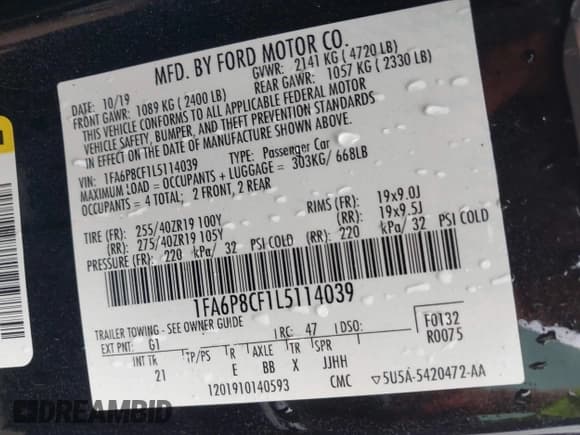 MFD. BY FORD MOTOR CO.
DATE: 10/19 GVWR: 2141 KG (4720 LB)
FRONT GAWR: 1089 KG (2400 LB) REAR GAWR: 1057 KG (2330 LB)
THIS VEHICLE CONFORMS TO ALL APPLICABLE FEDERAL MOTOR
VEHICLE SAFETY, BUMPER, AND THEFT PREVENTION STANDARDS
IN EFFECT ON THE DATE OF MANUFACTURE SHOWN ABOVE.
VIN: 1FA6P8CF1L5114039 TYPE: Passenger Car
MAXIMUM LOAD = OCCUPANTS + LUGGAGE = 303KG/ 668LB
OCCUPANTS = 4 TOTAL; 2 FRONT, 2 REAR
TIRE (FR): 255/40ZR19 100Y RIMS (FR): 19x9.0J
(RR): 275/40ZR19 105Y (RR): 19x9.5J
PRESSURE (FR): 220 kPa/ 32 PSI COLD (RR): 220 kPa/ 32 PSI COLD
1FA6P8CF1L5114039
TRAILER TOWING - SEE OWNER GUIDE RC: 47 DSO: F0132
EXT PNT: G1 R0075
INT TR TP/PS R AXLE TR SPR
21 E BB X JJHH
1201910140593 CMC ▽5U5A-5420472-AA
DREAMBID